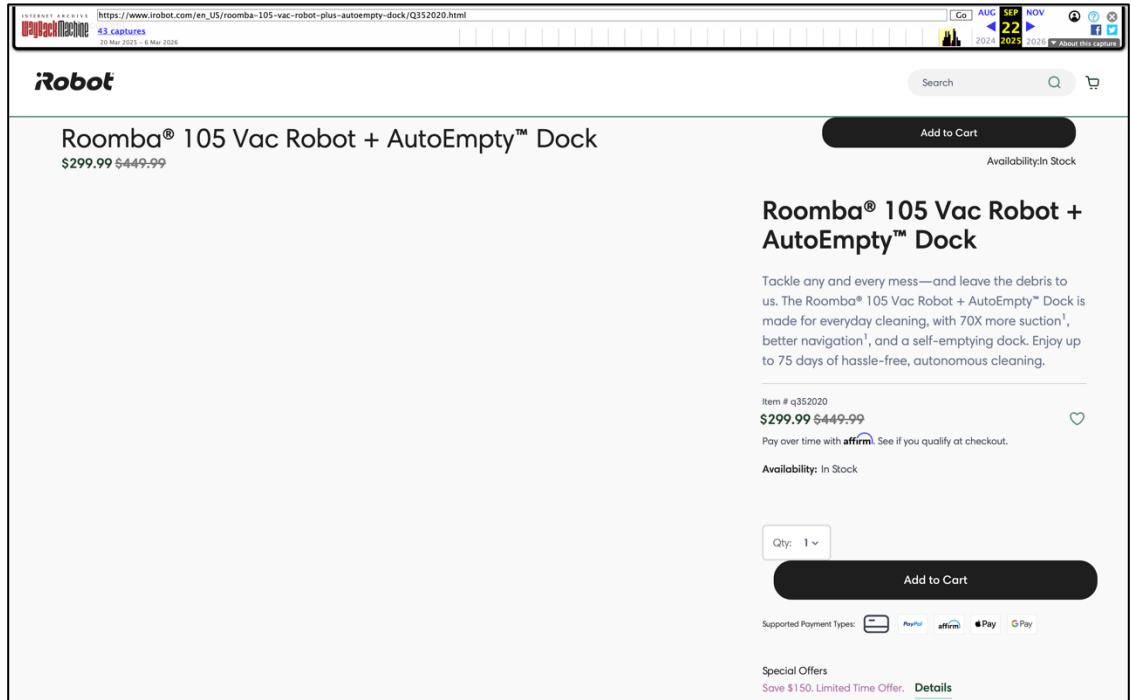 INTERNET ARCHIVE
WayBackMachine
https://www.irobot.com/en_US/roomba-105-vac-robot-plus-autoempty-dock/Q352020.html
Go
AUG SEP NOV
43 captures
22
20 Mar 2025 - 6 Mar 2026
2024 2025 2026
▼ About this capture
iRobot
Search
Roomba® 105 Vac Robot + AutoEmpty™ Dock
$299.99 $449.99
Add to Cart
Availability:In Stock
Roomba® 105 Vac Robot +
AutoEmpty™ Dock
Tackle any and every mess—and leave the debris to
us. The Roomba® 105 Vac Robot + AutoEmpty™ Dock is
made for everyday cleaning, with 70X more suction¹,
better navigation¹, and a self-emptying dock. Enjoy up
to 75 days of hassle-free, autonomous cleaning.
Item # q352020
$299.99 $449.99
Pay over time with affirm. See if you qualify at checkout.
Availability: In Stock
Qty: 1
Add to Cart
Supported Payment Types: PayPal affirm Pay G Pay
Special Offers
Save $150. Limited Time Offer. Details